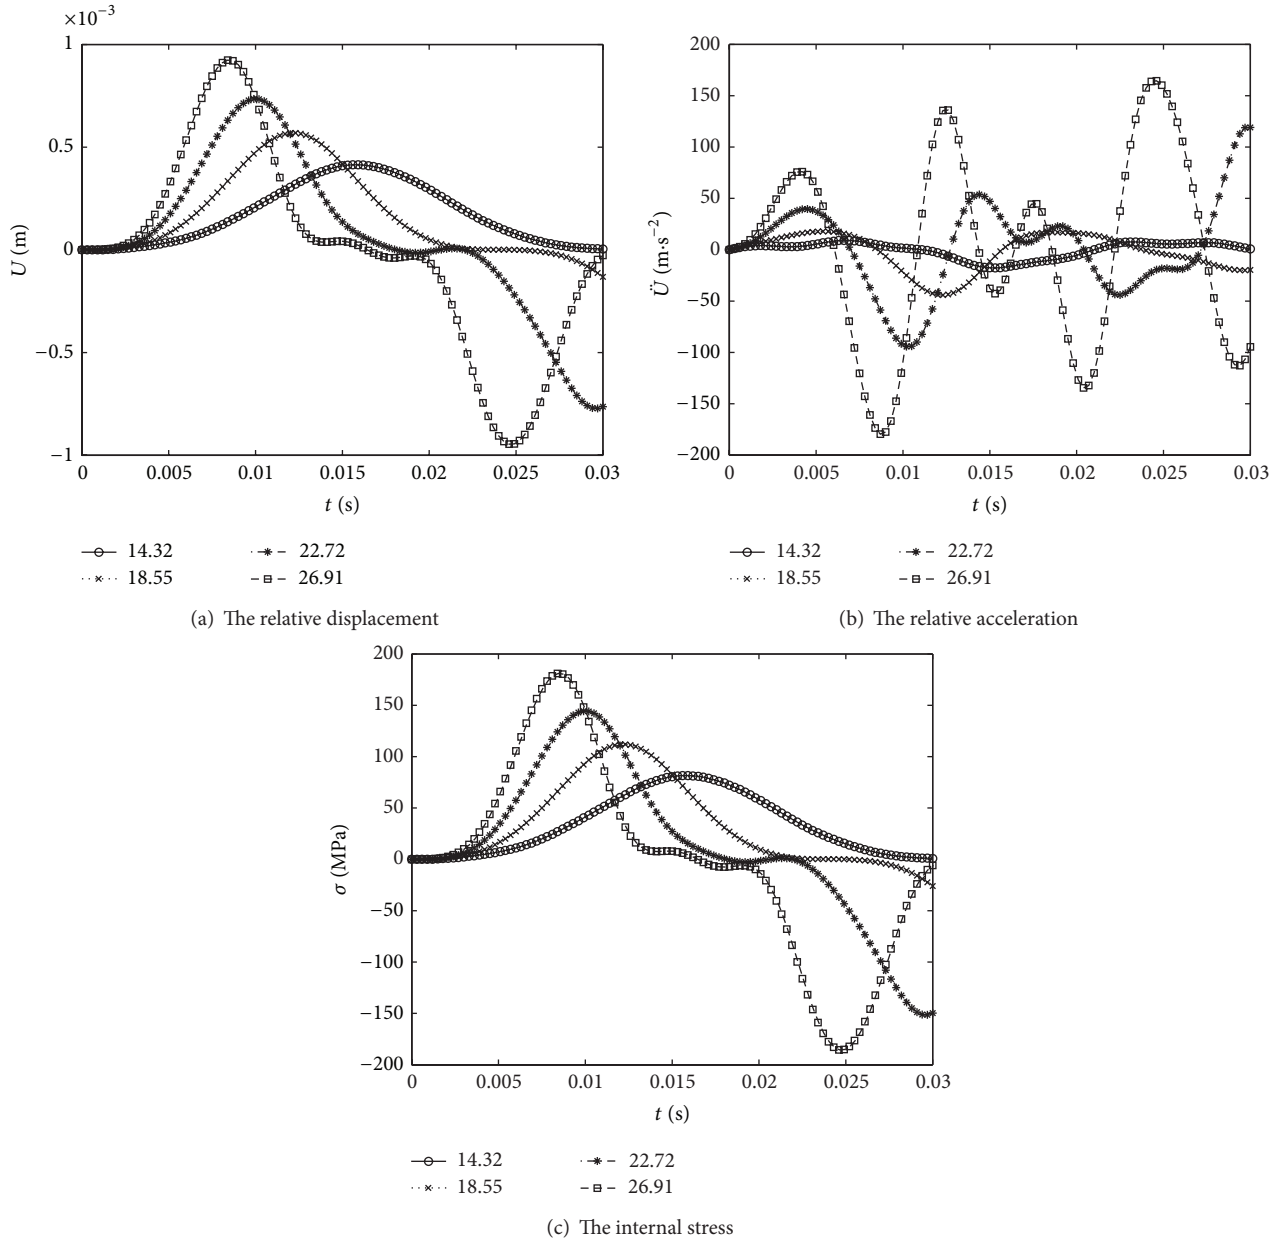 ×10⁻³
1
0.5
0
−0.5
−1
U (m)
0 0.005 0.01 0.015 0.02 0.025 0.03
t (s)
14.32 22.72
18.55 26.91
(a) The relative displacement
200
150
100
50
0
−50
−100
−150
−200
Ü (m·s⁻²)
0 0.005 0.01 0.015 0.02 0.025 0.03
t (s)
14.32 22.72
18.55 26.91
(b) The relative acceleration
200
150
100
50
0
−50
−100
−150
−200
σ (MPa)
0 0.005 0.01 0.015 0.02 0.025 0.03
t (s)
14.32 22.72
18.55 26.91
(c) The internal stress